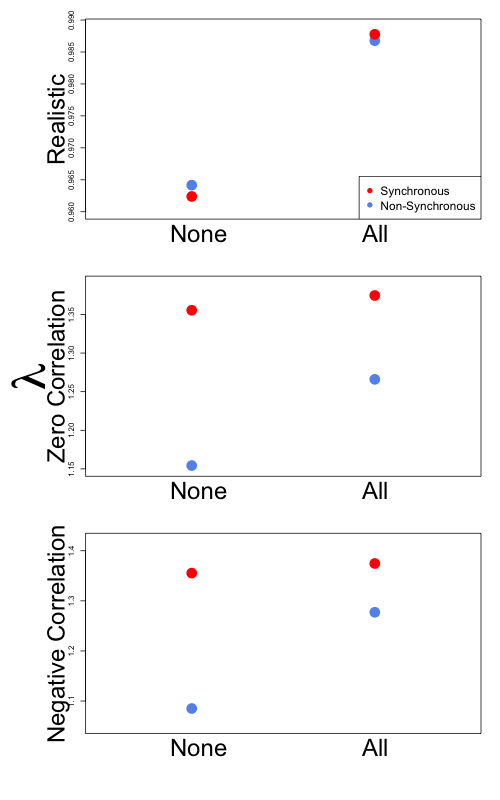 λ
Realistic
0.990
0.985
0.980
0.975
0.970
0.965
0.960
Synchronous
Non-Synchronous
None
All
Zero Correlation
1.35
1.30
1.25
1.20
1.15
None
All
Negative Correlation
1.4
1.3
1.2
1.1
None
All